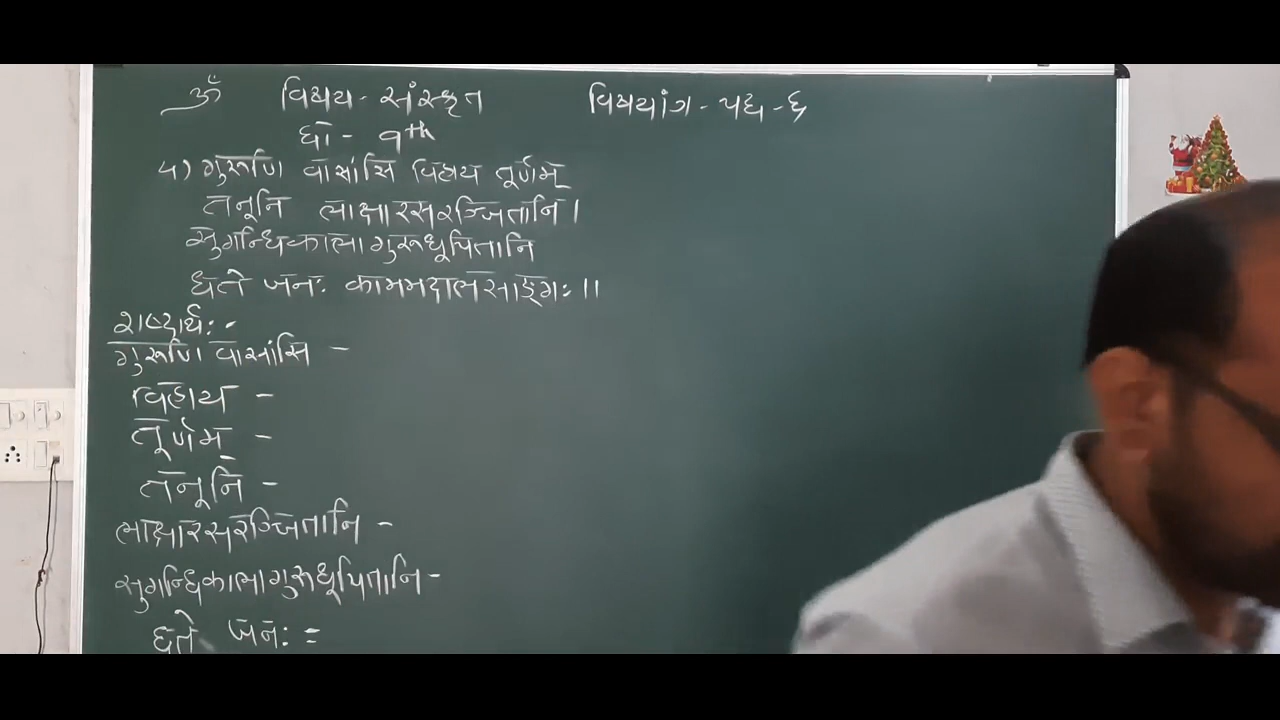 ॐ विषय - संस्कृत विषयांग - पद्य - ६
धो - 9th
५) गुरूणि वासांसि विहाय तूर्णम्
तनूनि लाक्षारसरञ्जितानि।
सुगन्धिकालागुरूधूपितानि
धत्ते जनः काममदालसाङ्गः॥
शब्दार्थः -
गुरूणि वासांसि -
विहाय -
तूर्णम् -
तनूनि -
लाक्षारसरञ्जितानि -
सुगन्धिकालागुरूधूपितानि -
धत्ते जनः =